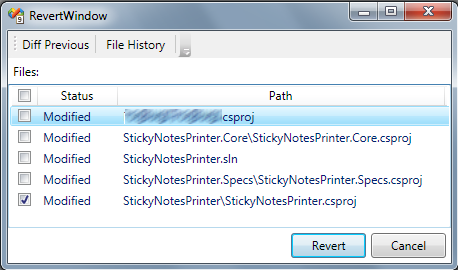 RevertWindow
Diff Previous File History
Files:
Status Path
Modified .csproj
Modified StickyNotesPrinter.Core\StickyNotesPrinter.Core.csproj
Modified StickyNotesPrinter.sln
Modified StickyNotesPrinter.Specs\StickyNotesPrinter.Specs.csproj
Modified StickyNotesPrinter\StickyNotesPrinter.csproj
Revert Cancel